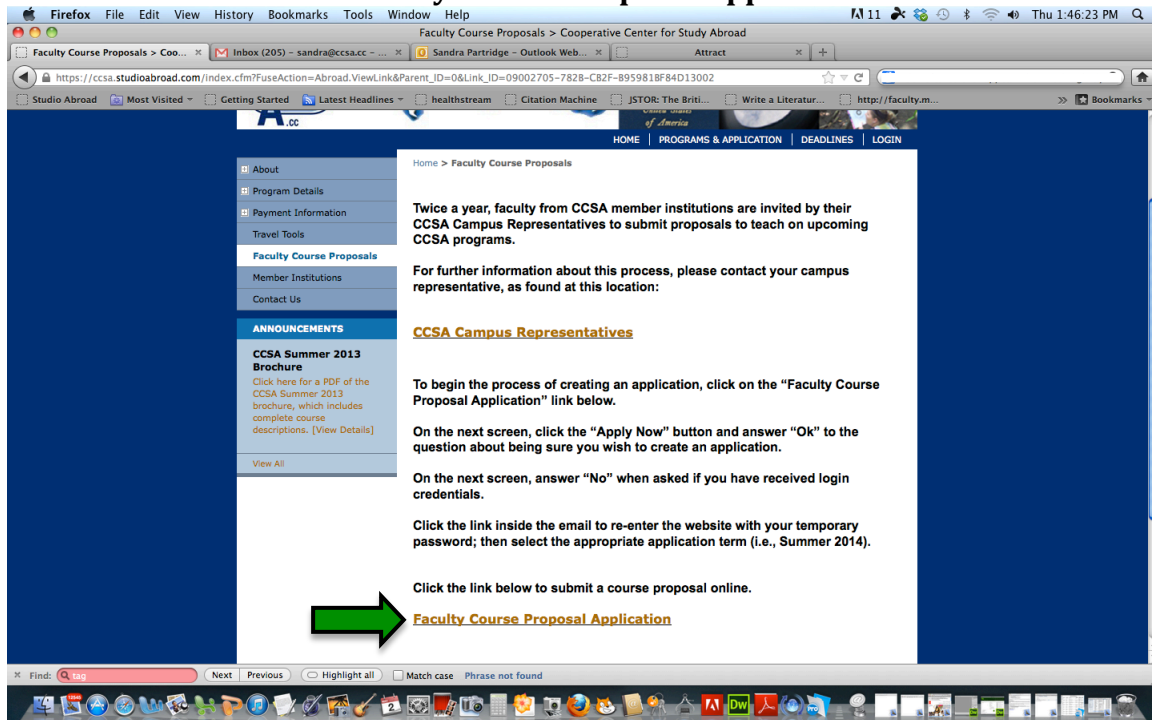 Firefox File Edit View History Bookmarks Tools Window Help 11 Thu 1:46:23 PM
Faculty Course Proposals > Cooperative Center for Study Abroad
Faculty Course Proposals > Coo... Inbox (205) – sandra@ccsa.cc – ... Sandra Partridge – Outlook Web... Attract
https://ccsa.studioabroad.com/index.cfm?FuseAction=Abroad.ViewLink&Parent_ID=0&Link_ID=09002705-782B-CB2F-B95981BF84D13002
Studio Abroad Most Visited Getting Started Latest Headlines healthstream Citation Machine JSTOR: The Briti... Write a Literatur... http://faculty.m... Bookmarks
.cc
of America
HOME | PROGRAMS & APPLICATION | DEADLINES | LOGIN
About
Program Details
Payment Information
Travel Tools
Faculty Course Proposals
Member Institutions
Contact Us
ANNOUNCEMENTS
CCSA Summer 2013
Brochure
Click here for a PDF of the
CCSA Summer 2013
brochure, which includes
complete course
descriptions. [View Details]
View All
Home > Faculty Course Proposals
Twice a year, faculty from CCSA member institutions are invited by their
CCSA Campus Representatives to submit proposals to teach on upcoming
CCSA programs.
For further information about this process, please contact your campus
representative, as found at this location:
CCSA Campus Representatives
To begin the process of creating an application, click on the “Faculty Course
Proposal Application” link below.
On the next screen, click the “Apply Now” button and answer “Ok” to the
question about being sure you wish to create an application.
On the next screen, answer “No” when asked if you have received login
credentials.
Click the link inside the email to re-enter the website with your temporary
password; then select the appropriate application term (i.e., Summer 2014).
Click the link below to submit a course proposal online.
Faculty Course Proposal Application
Find: tag Next Previous Highlight all Match case Phrase not found
Dw